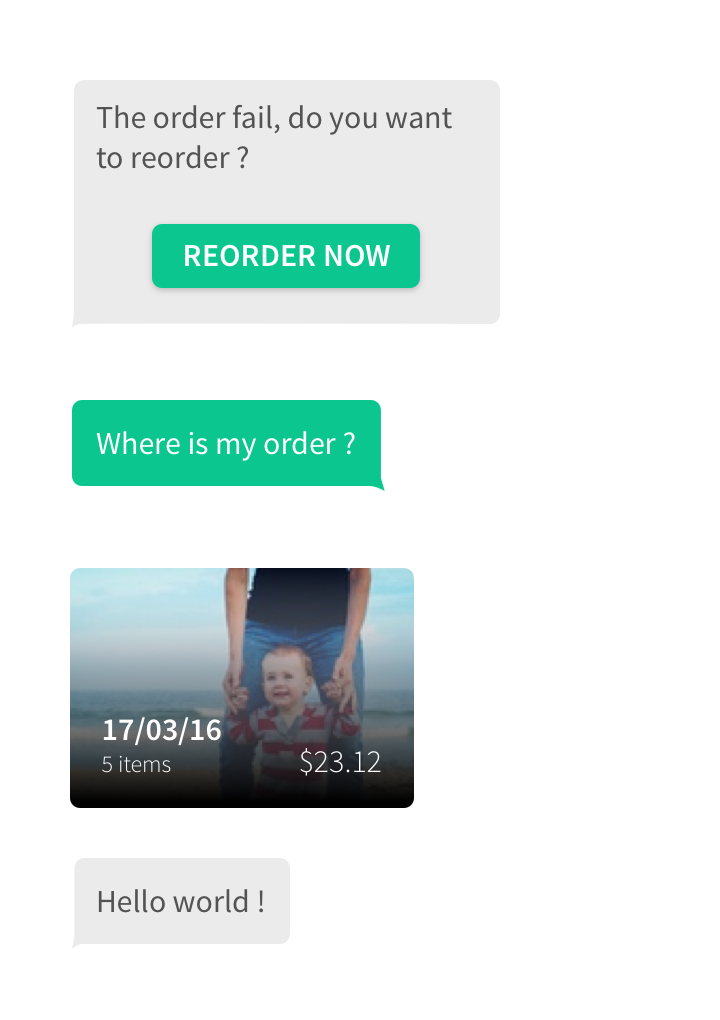 The order fail, do you want
to reorder ?
REORDER NOW
Where is my order ?
17/03/16
5 items
$23.12
Hello world !